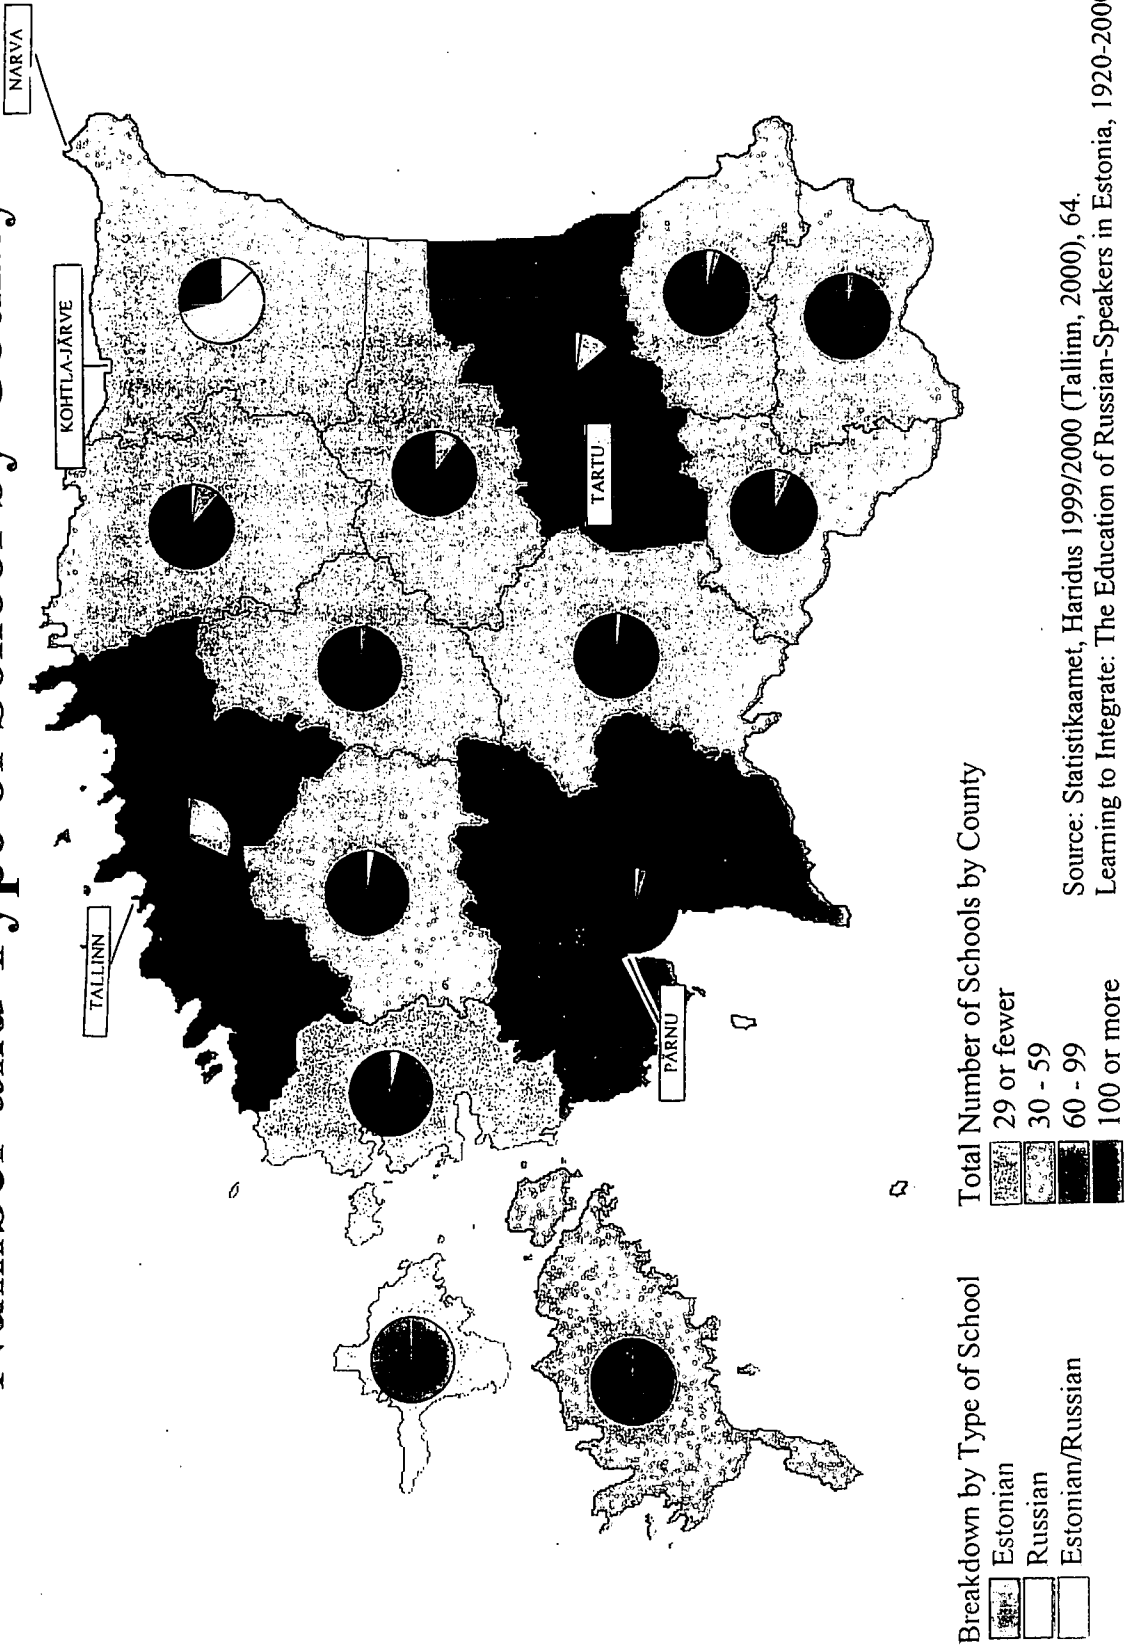 NARVA
KOHTLA-JÄRVE
TALLINN
TARTU
PÄRNU
Breakdown by Type of School
Estonian
Russian
Estonian/Russian
Total Number of Schools by County
29 or fewer
30 - 59
60 - 99
100 or more
Source: Statistikaamet, Haridus 1999/2000 (Tallinn, 2000), 64.
Learning to Integrate: The Education of Russian-Speakers in Estonia, 1920-2000